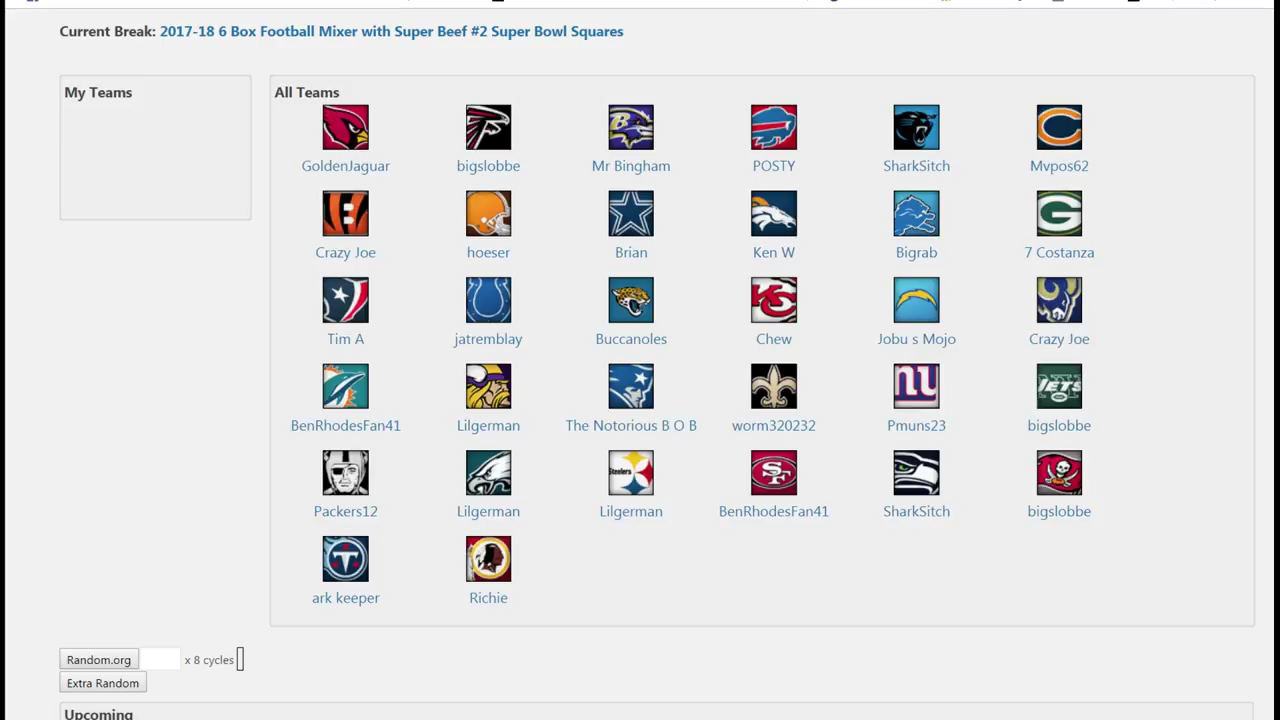 Current Break: 2017-18 6 Box Football Mixer with Super Beef #2 Super Bowl Squares
My Teams
All Teams
GoldenJaguar bigslobbe Mr Bingham POSTY SharkSitch Mvpos62
Crazy Joe hoeser Brian Ken W Bigrab 7 Costanza
Tim A jatremblay Buccanoles Chew Jobu s Mojo Crazy Joe
BenRhodesFan41 Lilgerman The Notorious B O B worm320232 Pmuns23 bigslobbe
Packers12 Lilgerman Lilgerman BenRhodesFan41 SharkSitch bigslobbe
ark keeper Richie
Random.org x 8 cycles
Extra Random
Upcoming